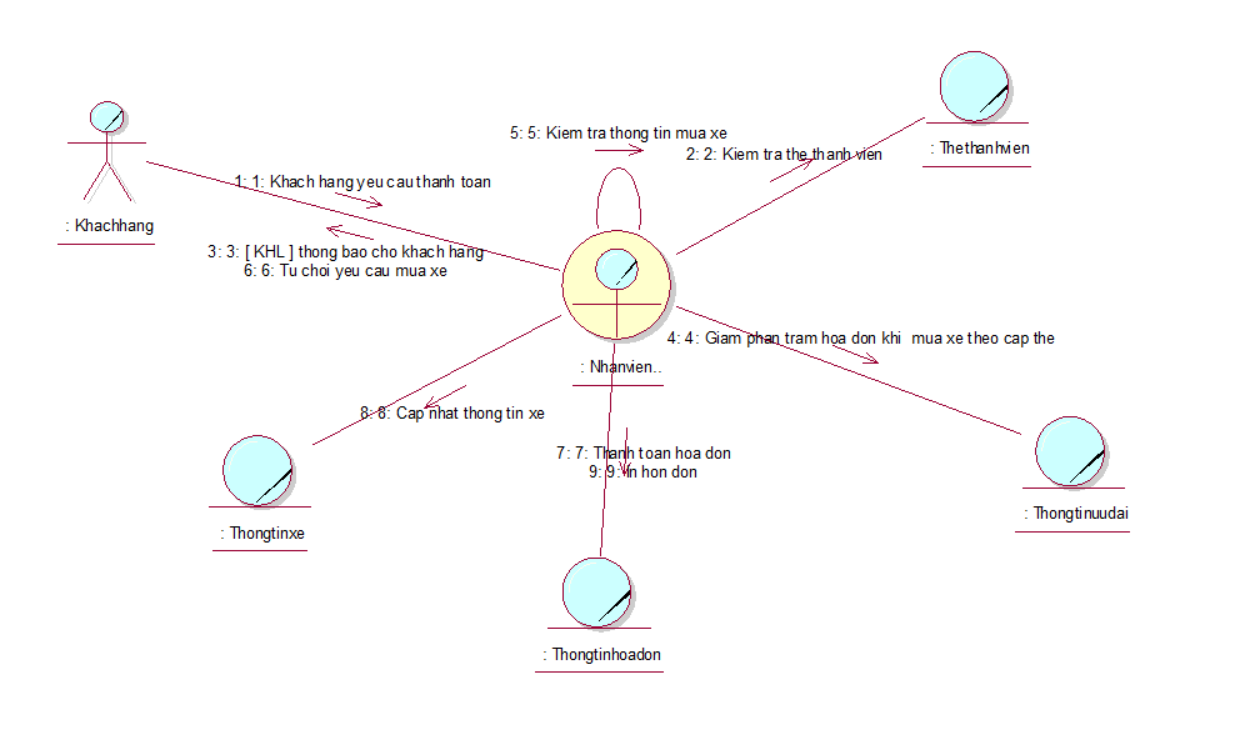 5: 5: Kiem tra thong tin mua xe
2: 2: Kiem tra the thanh vien
: Thethanhvien
1: 1: Khach hang yeu cau thanh toan
: Khachhang
3: 3: [ KHL ] thong bao cho khach hang
6: 6: Tu choi yeu cau mua xe
4: 4: Giam phan tram hoa don khi mua xe theo cap the
: Nhanvien..
8: 8: Cap nhat thong tin xe
7: 7: Thanh toan hoa don
9: 9: In hon don
: Thongtinuudai
: Thongtinxe
: Thongtinhoadon